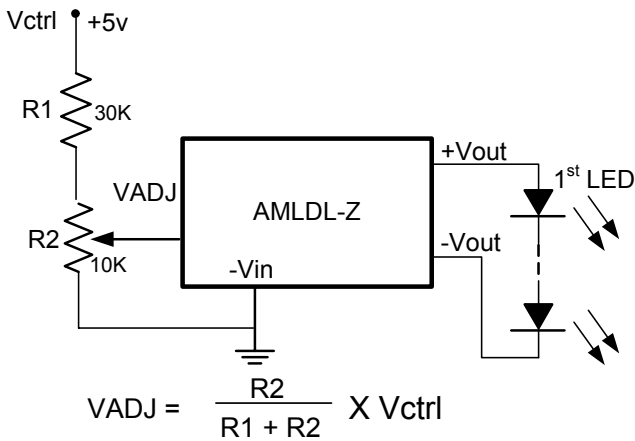 Vctrl +5v
R1 30K
VADJ
R2 10K
AMLDL-Z
-Vin
+Vout
-Vout
1st LED
VADJ = R2 / R1 + R2 X Vctrl